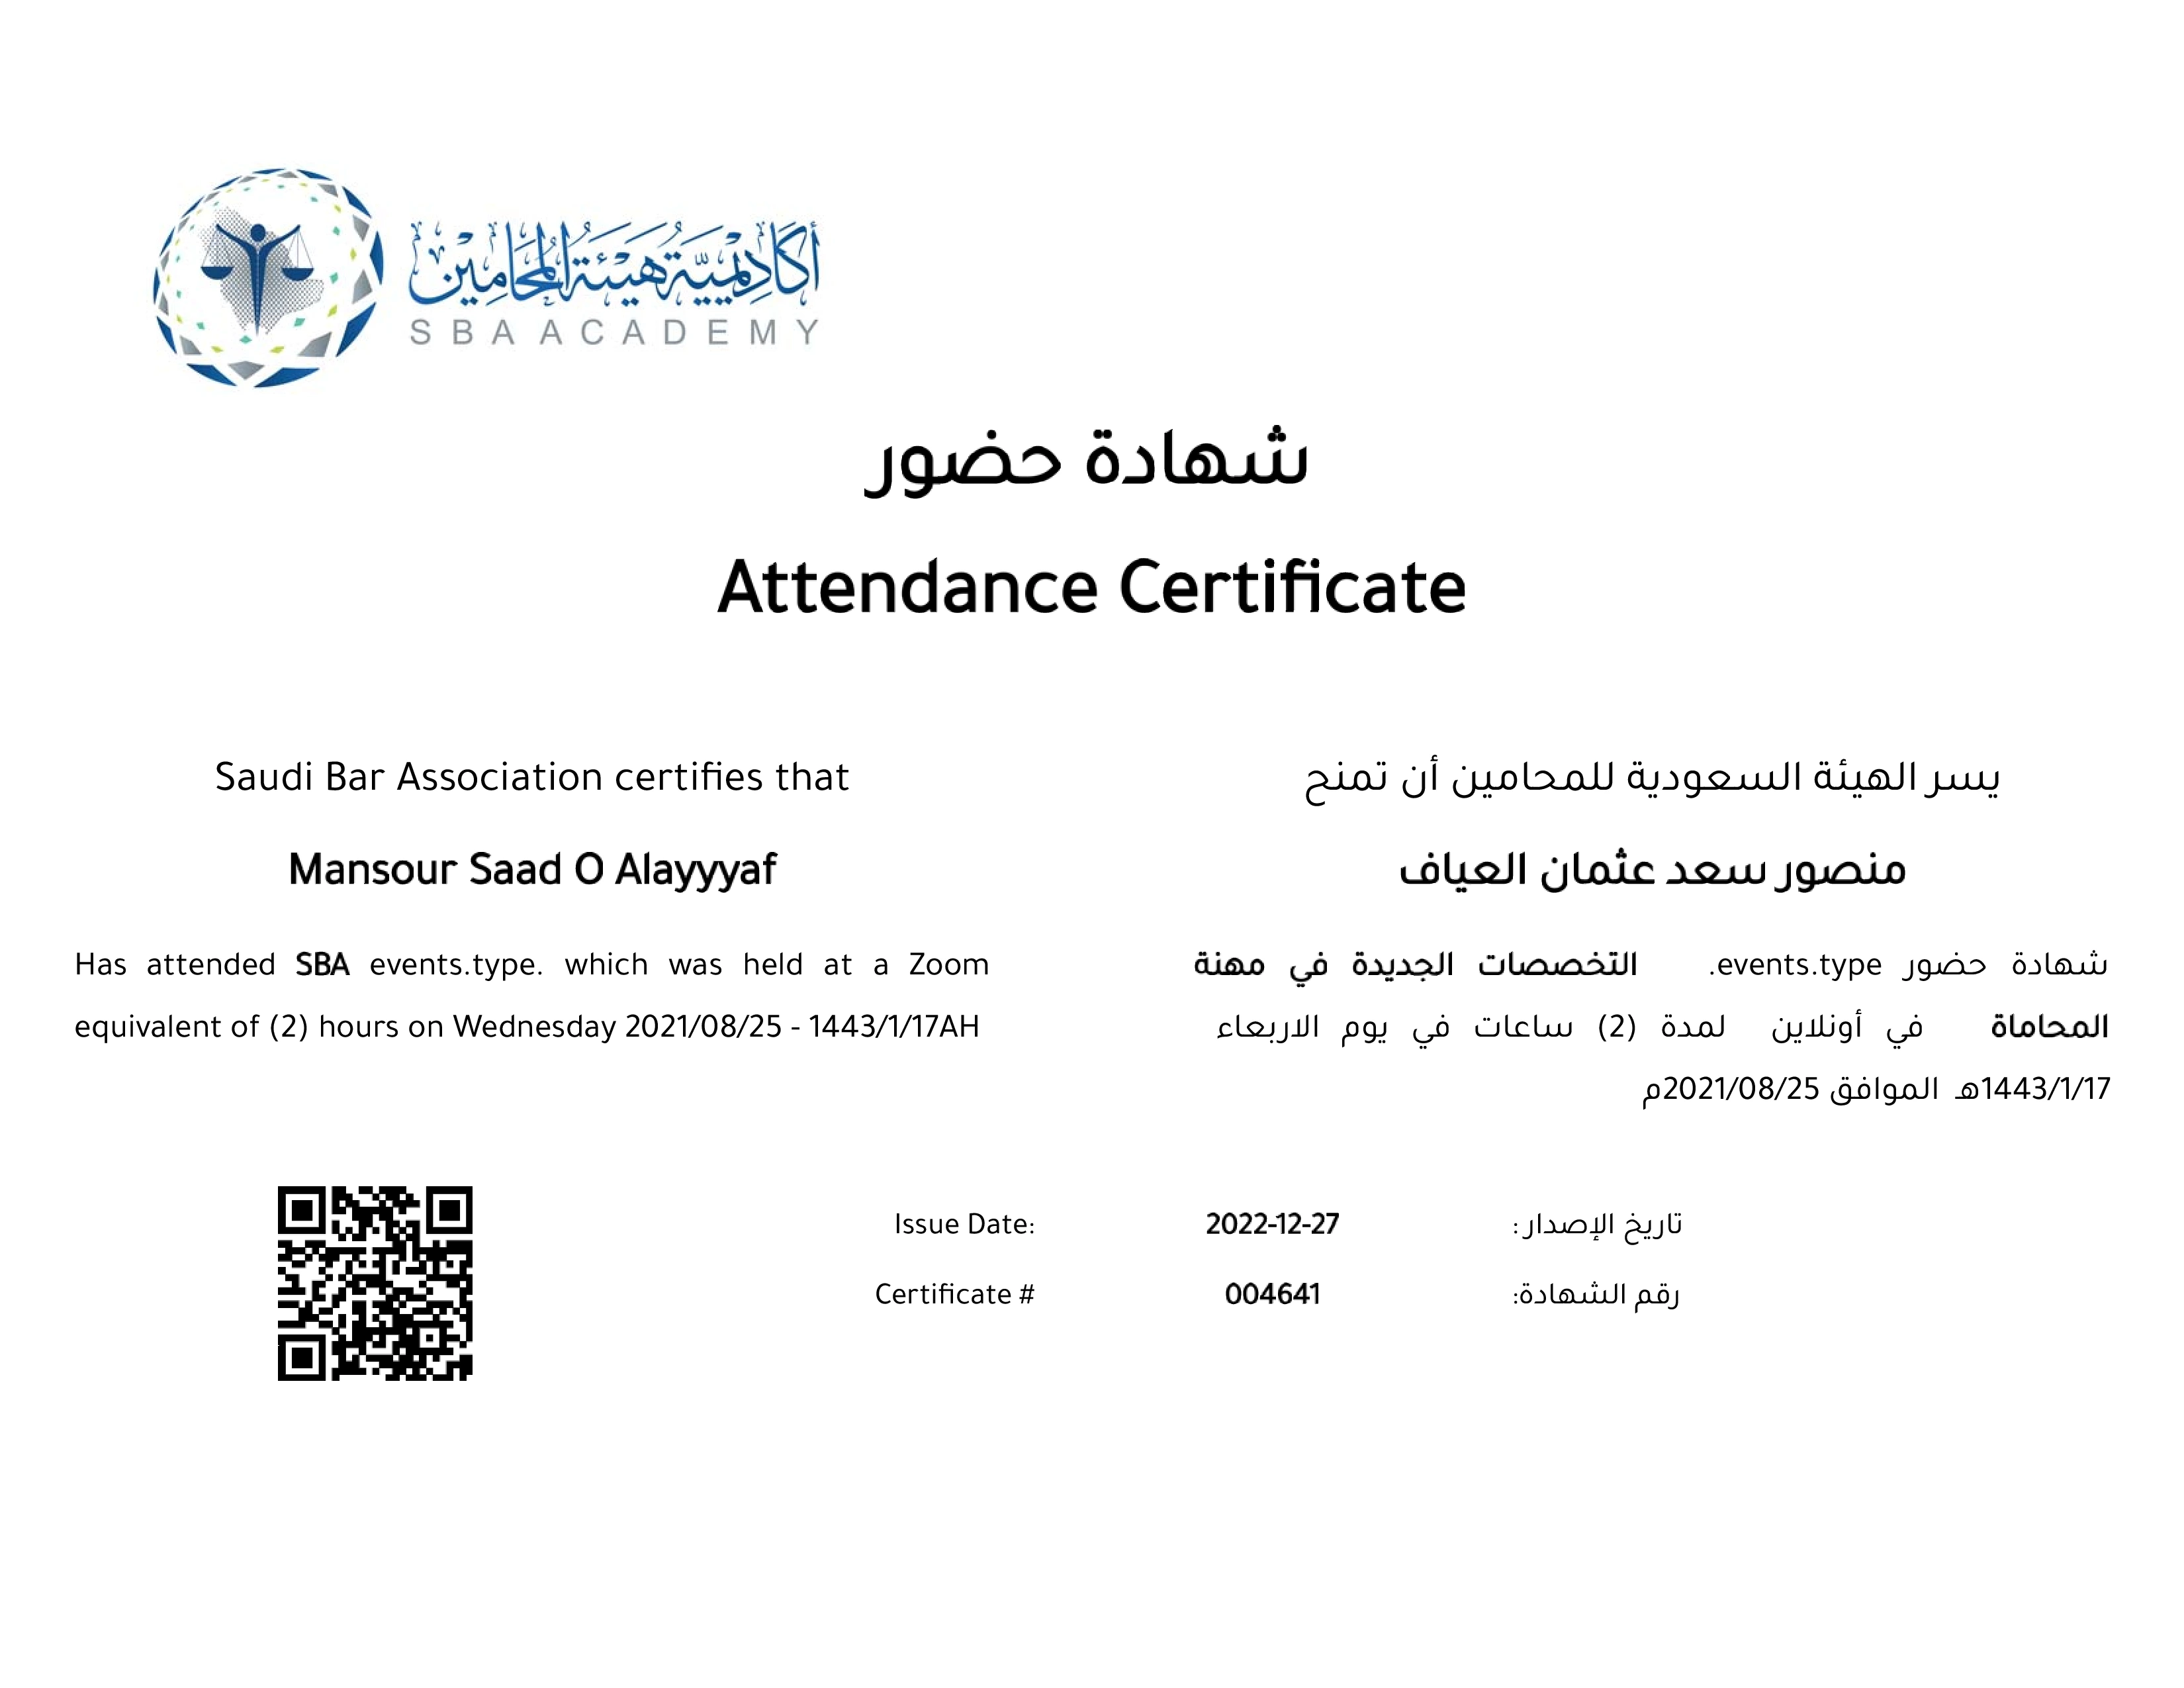 أكاديمية هيئة المحامين
SBA ACADEMY
شهادة حضور
Attendance Certificate
Saudi Bar Association certifies that
Mansour Saad O Alayyyaf
Has attended SBA events.type. which was held at a Zoom
equivalent of (2) hours on Wednesday 2021/08/25 - 1443/1/17AH
يسر الهيئة السعودية للمحامين أن تمنح
منصور سعد عثمان العياف
شهادة حضور events.type. التخصصات الجديدة في مهنة
المحاماة في أونلاين لمدة (2) ساعات في يوم الاربعاء
1443/1/17هـ الموافق 2021/08/25م
Issue Date: 2022-12-27 تاريخ الإصدار:
Certificate # 004641 رقم الشهادة: